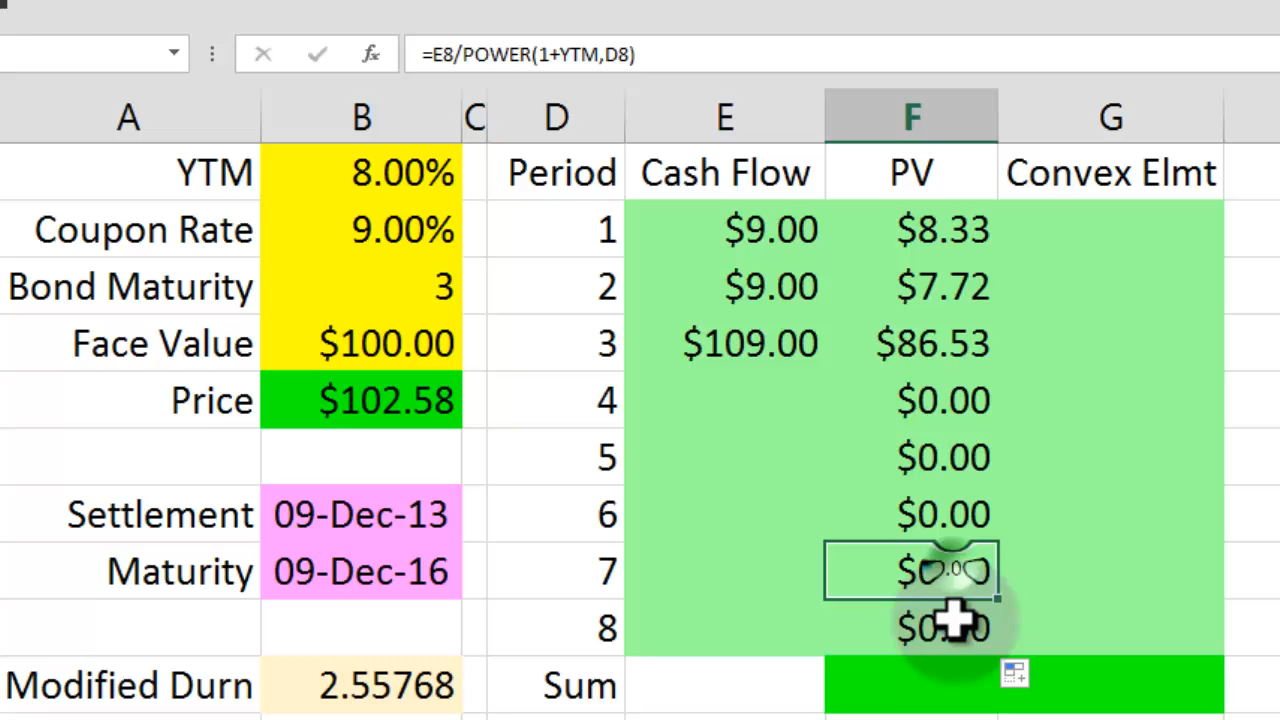 =E8/POWER(1+YTM,D8)
A B C D E F G
YTM 8.00% Period Cash Flow PV Convex Elmt
Coupon Rate 9.00% 1 $9.00 $8.33
Bond Maturity 3 2 $9.00 $7.72
Face Value $100.00 3 $109.00 $86.53
Price $102.58 4 $0.00
5 $0.00
Settlement 09-Dec-13 6 $0.00
Maturity 09-Dec-16 7
8
Modified Durn 2.55768 Sum